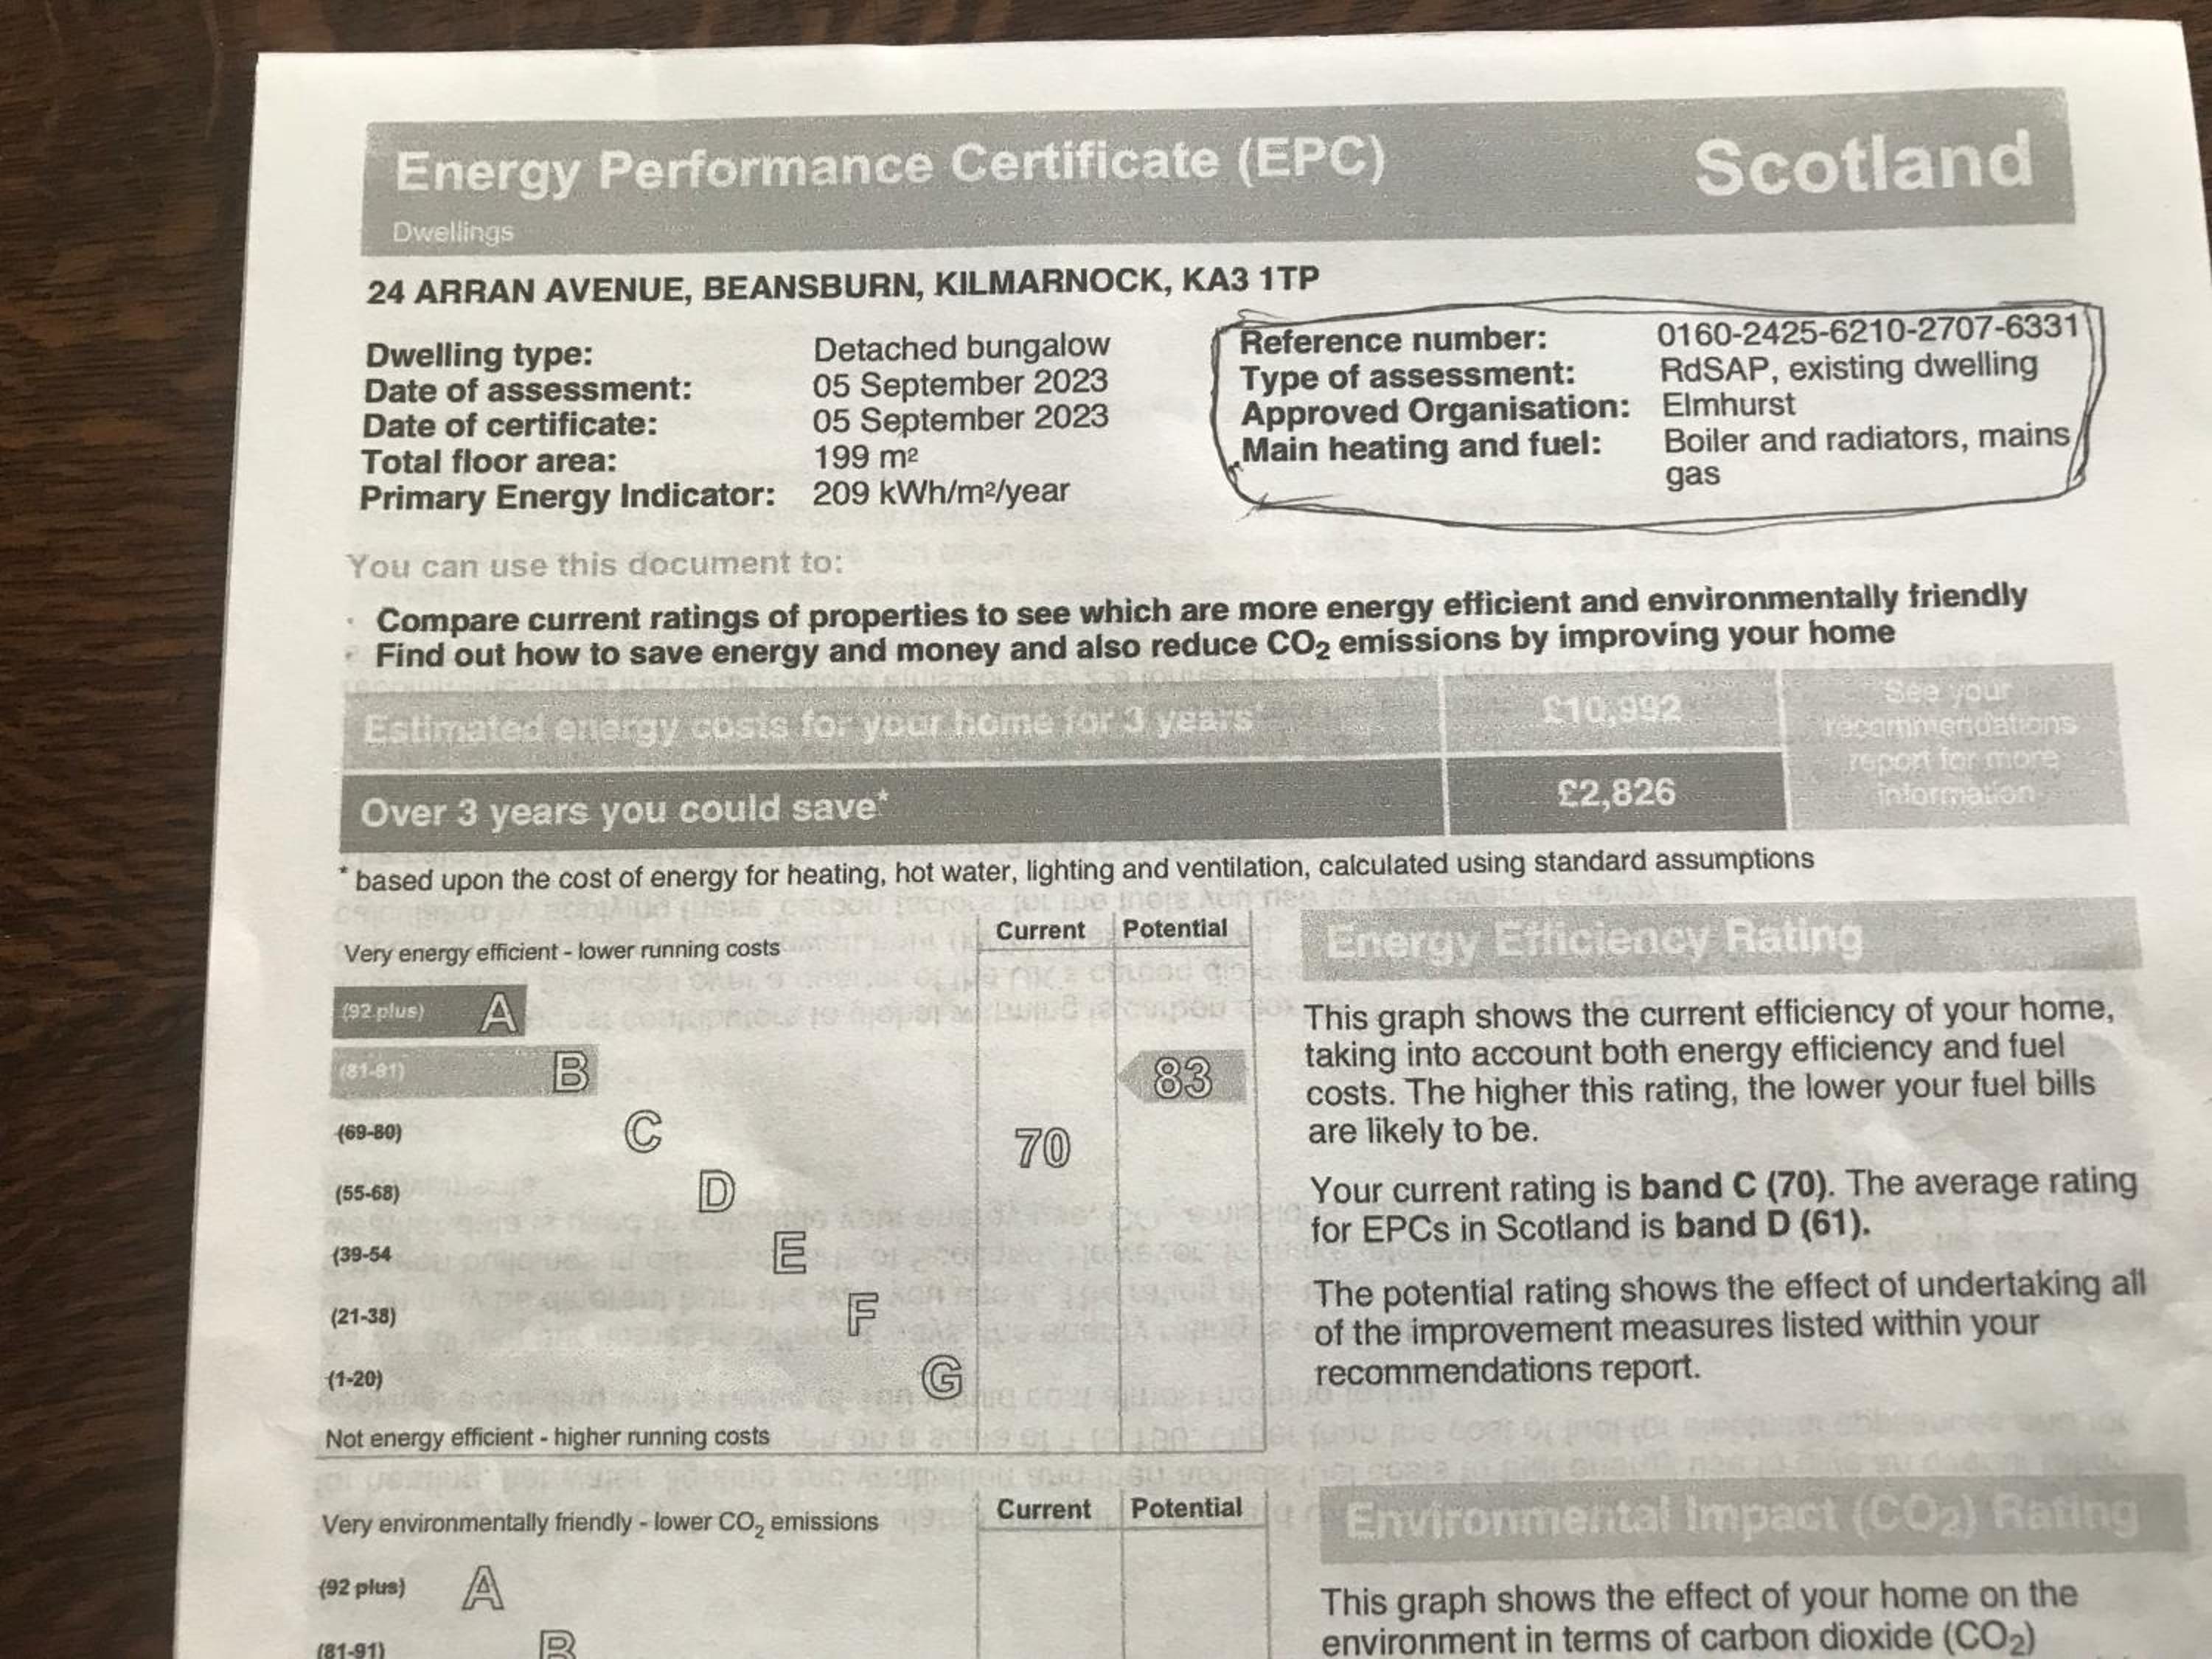 Energy Performance Certificate (EPC)
Scotland
Dwellings
24 ARRAN AVENUE, BEANSBURN, KILMARNOCK, KA3 1TP
Dwelling type: Detached bungalow
Date of assessment: 05 September 2023
Date of certificate: 05 September 2023
Total floor area: 199 m²
Primary Energy Indicator: 209 kWh/m²/year
Reference number: 0160-2425-6210-2707-6331
Type of assessment: RdSAP, existing dwelling
Approved Organisation: Elmhurst
Main heating and fuel: Boiler and radiators, mains
gas
You can use this document to:
• Compare current ratings of properties to see which are more energy efficient and environmentally friendly
• Find out how to save energy and money and also reduce CO₂ emissions by improving your home
Estimated energy costs for your home for 3 years* £10,992
Over 3 years you could save* £2,826
See your
recommendations
report for more
information
* based upon the cost of energy for heating, hot water, lighting and ventilation, calculated using standard assumptions
Very energy efficient - lower running costs
Current Potential
(92 plus) A
(81-91) B 83
(69-80) C 70
(55-68) D
(39-54 E
(21-38) F
(1-20) G
Not energy efficient - higher running costs
Energy Efficiency Rating
This graph shows the current efficiency of your home,
taking into account both energy efficiency and fuel
costs. The higher this rating, the lower your fuel bills
are likely to be.
Your current rating is band C (70). The average rating
for EPCs in Scotland is band D (61).
The potential rating shows the effect of undertaking all
of the improvement measures listed within your
recommendations report.
Very environmentally friendly - lower CO₂ emissions
Current Potential
(92 plus) A
(81-91) B
Environmental Impact (CO₂) Rating
This graph shows the effect of your home on the
environment in terms of carbon dioxide (CO₂)